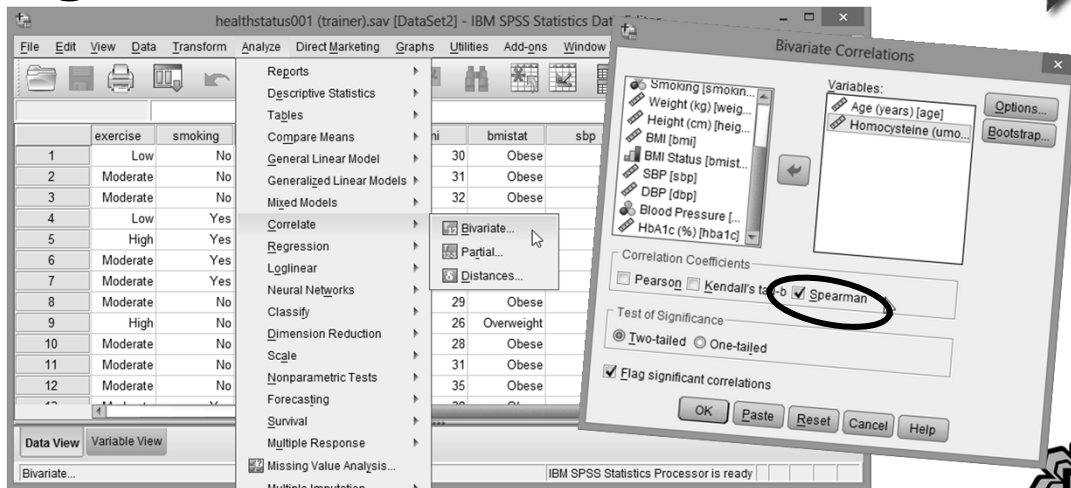 healthstatus001 (trainer).sav [DataSet2] - IBM SPSS Statistics Data Editor
File Edit View Data Transform Analyze Direct Marketing Graphs Utilities Add-ons Window
exercise smoking bmistat sbp
1 Low No 30 Obese
2 Moderate No 31 Obese
3 Moderate No 32 Obese
4 Low Yes
5 High Yes
6 Moderate Yes
7 Moderate Yes
8 Moderate No 29 Obese
9 High No 26 Overweight
10 Moderate No 28 Obese
11 Moderate No 31 Obese
12 Moderate No 35 Obese
Data View Variable View
Bivariate...
IBM SPSS Statistics Processor is ready
Reports
Descriptive Statistics
Tables
Compare Means
General Linear Model
Generalized Linear Models
Mixed Models
Correlate
Regression
Loglinear
Neural Networks
Classify
Dimension Reduction
Scale
Nonparametric Tests
Forecasting
Survival
Multiple Response
Missing Value Analysis...
Multiple Imputation
Bivariate...
Partial...
Distances...
Bivariate Correlations
Smoking [smokin...
Weight (kg) [weig...
Height (cm) [heig...
BMI [bmi]
BMI Status [bmist...
SBP [sbp]
DBP [dbp]
Blood Pressure [...
HbA1c (%) [hba1c]
Variables:
Age (years) [age]
Homocysteine (umo...
Options...
Bootstrap...
Correlation Coefficients
Pearson Kendall's tau-b Spearman
Test of Significance
Two-tailed One-tailed
Flag significant correlations
OK Paste Reset Cancel Help